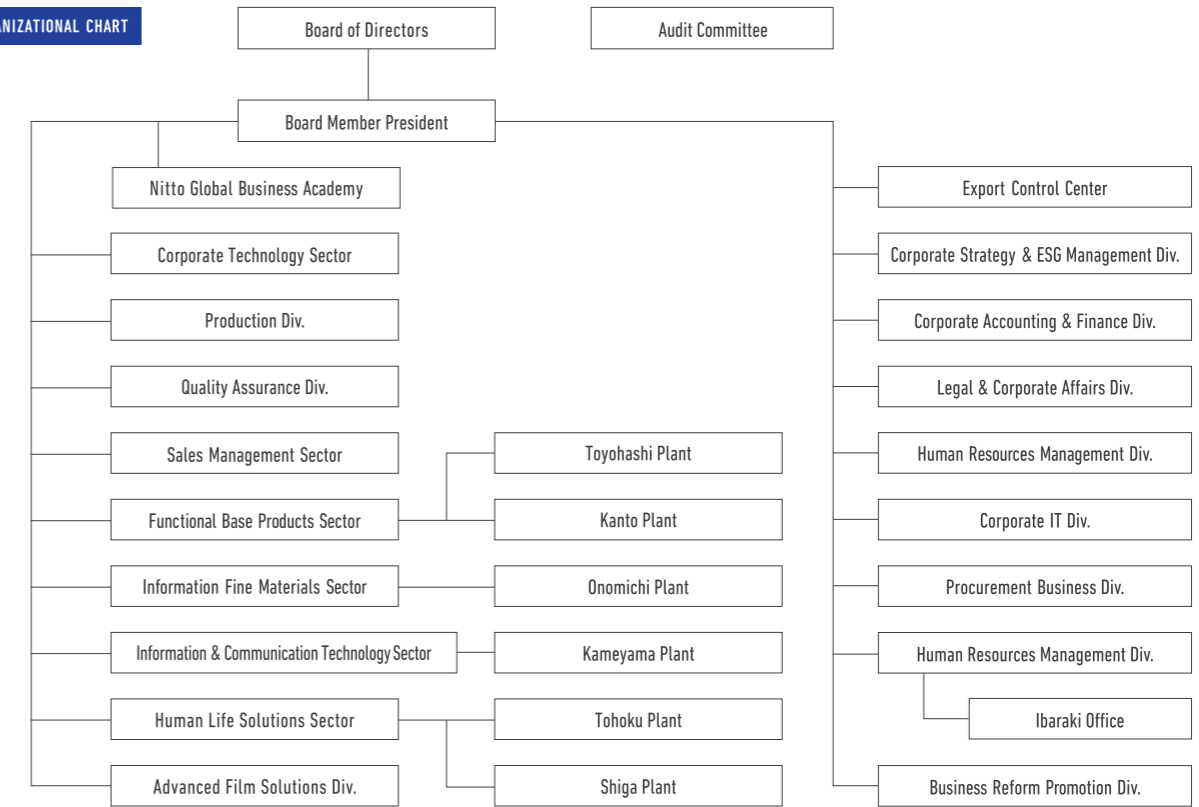 ANIZATIONAL CHART
Board of Directors
Audit Committee
Board Member President
Nitto Global Business Academy
Corporate Technology Sector
Production Div.
Quality Assurance Div.
Sales Management Sector
Functional Base Products Sector
Information Fine Materials Sector
Information & Communication Technology Sector
Human Life Solutions Sector
Advanced Film Solutions Div.
Toyohashi Plant
Kanto Plant
Onomichi Plant
Kameyama Plant
Tohoku Plant
Shiga Plant
Export Control Center
Corporate Strategy & ESG Management Div.
Corporate Accounting & Finance Div.
Legal & Corporate Affairs Div.
Human Resources Management Div.
Corporate IT Div.
Procurement Business Div.
Human Resources Management Div.
Ibaraki Office
Business Reform Promotion Div.